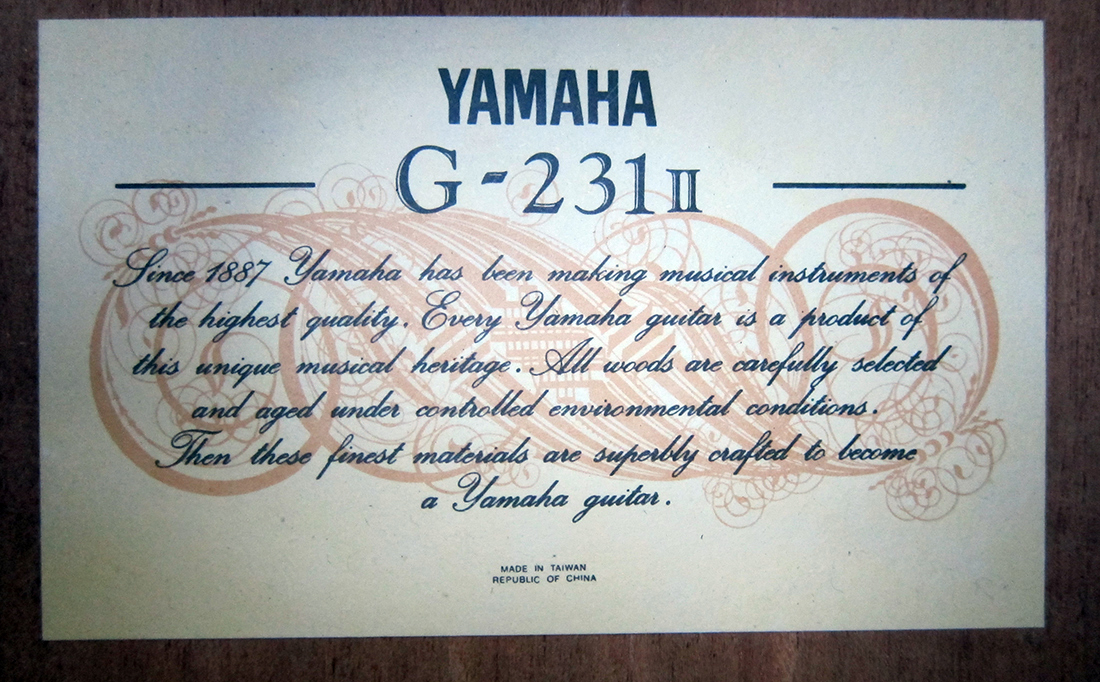 YAMAHA
G-231II
Since 1887 Yamaha has been making musical instruments of
the highest quality. Every Yamaha guitar is a product of
this unique musical heritage. All woods are carefully selected
and aged under controlled environmental conditions.
Then these finest materials are superbly crafted to become
a Yamaha guitar.
MADE IN TAIWAN
REPUBLIC OF CHINA